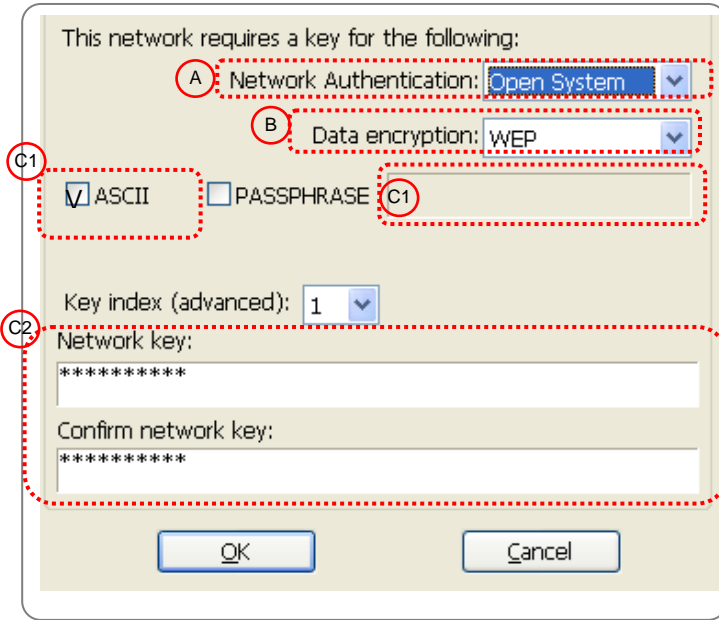 This network requires a key for the following:
A Network Authentication: Open System
B Data encryption: WEP
C1
V ASCII PASSPHRASE C1
Key index (advanced): 1
C2
Network key:
**********
Confirm network key:
**********
OK Cancel